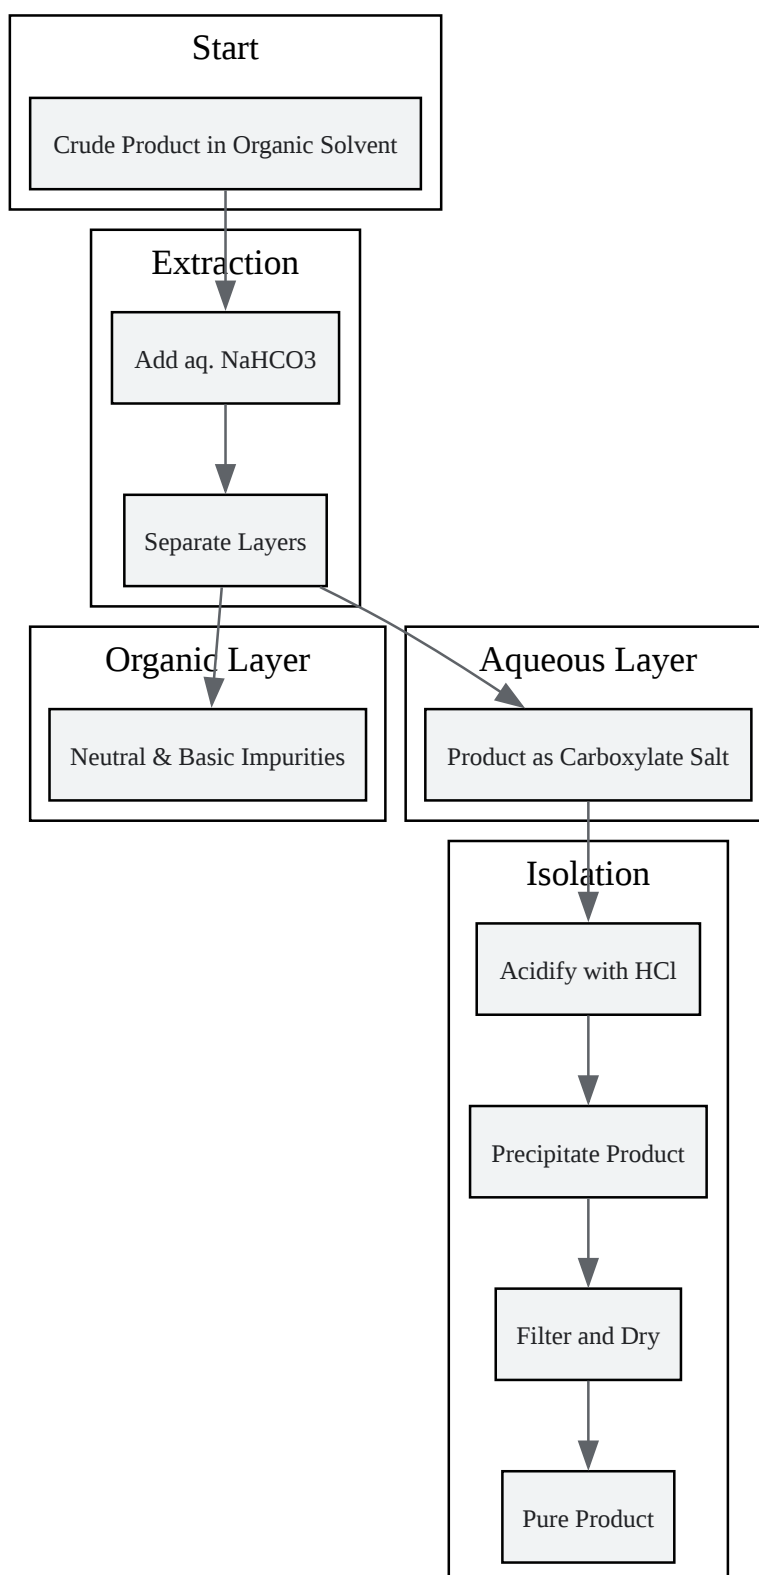 Start
Crude Product in Organic Solvent
Extraction
Add aq. NaHCO3
Separate Layers
Organic Layer
Neutral & Basic Impurities
Aqueous Layer
Product as Carboxylate Salt
Isolation
Acidify with HCl
Precipitate Product
Filter and Dry
Pure Product